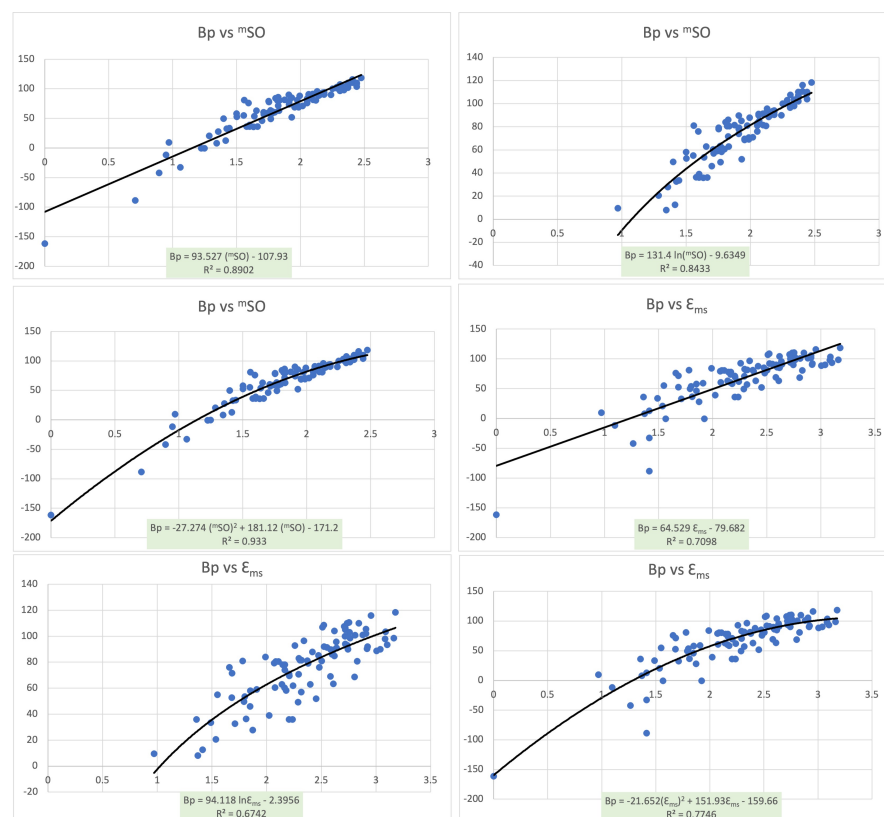 Bp vs ᵐSO
150
100
50
0
-50
-100
-150
-200
0 0.5 1 1.5 2 2.5 3
Bp = 93.527 (ᵐSO) - 107.93
R² = 0.8902
Bp vs ᵐSO
140
120
100
80
60
40
20
0
-20
-40
0 0.5 1 1.5 2 2.5 3
Bp = 131.4 ln(ᵐSO) - 9.6349
R² = 0.8433
Bp vs ᵐSO
150
100
50
0
-50
-100
-150
-200
0 0.5 1 1.5 2 2.5 3
Bp = -27.274 (ᵐSO)² + 181.12 (ᵐSO) - 171.2
R² = 0.933
Bp vs Ɛms
150
100
50
0
-50
-100
-150
-200
0 0.5 1 1.5 2 2.5 3 3.5
Bp = 64.529 Ɛms - 79.682
R² = 0.7098
Bp vs Ɛms
140
120
100
80
60
40
20
0
-20
0 0.5 1 1.5 2 2.5 3 3.5
Bp = 94.118 lnƐms - 2.3956
R² = 0.6742
Bp vs Ɛms
150
100
50
0
-50
-100
-150
-200
0 0.5 1 1.5 2 2.5 3 3.5
Bp = -21.652(Ɛms)² + 151.93Ɛms - 159.66
R² = 0.7746